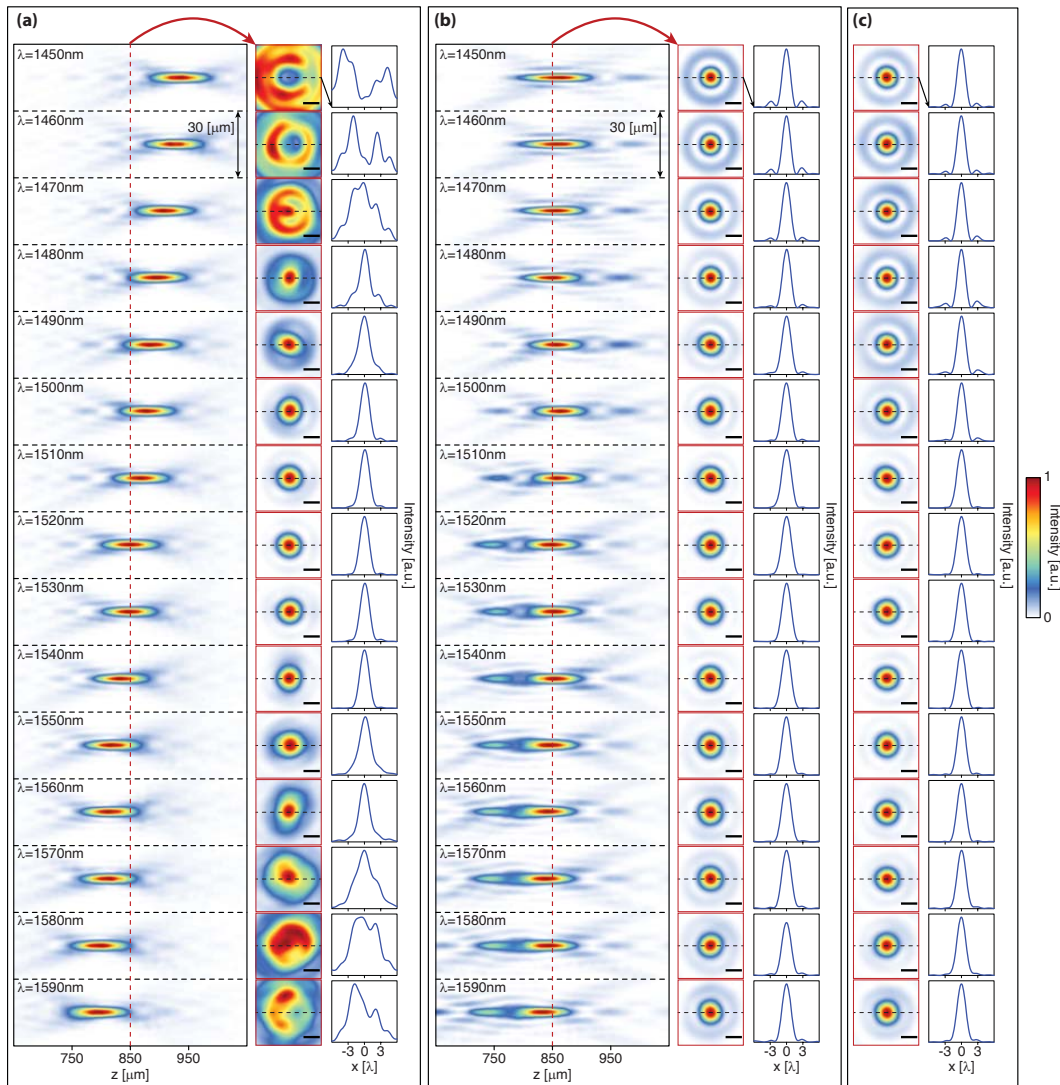 (a)
λ=1450nm
λ=1460nm
30 [μm]
λ=1470nm
λ=1480nm
λ=1490nm
λ=1500nm
λ=1510nm
λ=1520nm
λ=1530nm
λ=1540nm
λ=1550nm
λ=1560nm
λ=1570nm
λ=1580nm
λ=1590nm
750 850 950
z [μm]
-3 0 3
x [λ]
Intensity [a.u.]
(b)
λ=1450nm
λ=1460nm
30 [μm]
λ=1470nm
λ=1480nm
λ=1490nm
λ=1500nm
λ=1510nm
λ=1520nm
λ=1530nm
λ=1540nm
λ=1550nm
λ=1560nm
λ=1570nm
λ=1580nm
λ=1590nm
750 850 950
z [μm]
-3 0 3
x [λ]
Intensity [a.u.]
(c)
-3 0 3
x [λ]
Intensity [a.u.]
1
0
Intensity [a.u.]